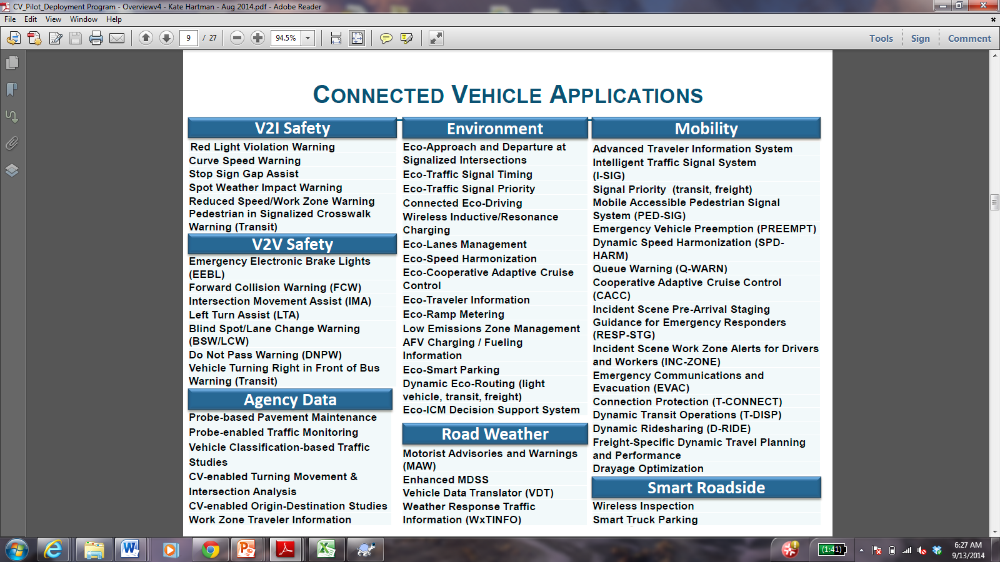 CV_Pilot_Deployment Program - Overviewv4 - Kate Hartman - Aug 2014.pdf - Adobe Reader
File Edit View Window Help
9 / 27 94.5% Tools Sign Comment
CONNECTED VEHICLE APPLICATIONS
V2I Safety
Red Light Violation Warning
Curve Speed Warning
Stop Sign Gap Assist
Spot Weather Impact Warning
Reduced Speed/Work Zone Warning
Pedestrian in Signalized Crosswalk
Warning (Transit)
V2V Safety
Emergency Electronic Brake Lights
(EEBL)
Forward Collision Warning (FCW)
Intersection Movement Assist (IMA)
Left Turn Assist (LTA)
Blind Spot/Lane Change Warning
(BSW/LCW)
Do Not Pass Warning (DNPW)
Vehicle Turning Right in Front of Bus
Warning (Transit)
Agency Data
Probe-based Pavement Maintenance
Probe-enabled Traffic Monitoring
Vehicle Classification-based Traffic
Studies
CV-enabled Turning Movement &
Intersection Analysis
CV-enabled Origin-Destination Studies
Work Zone Traveler Information
Environment
Eco-Approach and Departure at
Signalized Intersections
Eco-Traffic Signal Timing
Eco-Traffic Signal Priority
Connected Eco-Driving
Wireless Inductive/Resonance
Charging
Eco-Lanes Management
Eco-Speed Harmonization
Eco-Cooperative Adaptive Cruise
Control
Eco-Traveler Information
Eco-Ramp Metering
Low Emissions Zone Management
AFV Charging / Fueling
Information
Eco-Smart Parking
Dynamic Eco-Routing (light
vehicle, transit, freight)
Eco-ICM Decision Support System
Road Weather
Motorist Advisories and Warnings
(MAW)
Enhanced MDSS
Vehicle Data Translator (VDT)
Weather Response Traffic
Information (WxTINFO)
Mobility
Advanced Traveler Information System
Intelligent Traffic Signal System
(I-SIG)
Signal Priority (transit, freight)
Mobile Accessible Pedestrian Signal
System (PED-SIG)
Emergency Vehicle Preemption (PREEMPT)
Dynamic Speed Harmonization (SPD-
HARM)
Queue Warning (Q-WARN)
Cooperative Adaptive Cruise Control
(CACC)
Incident Scene Pre-Arrival Staging
Guidance for Emergency Responders
(RESP-STG)
Incident Scene Work Zone Alerts for Drivers
and Workers (INC-ZONE)
Emergency Communications and
Evacuation (EVAC)
Connection Protection (T-CONNECT)
Dynamic Transit Operations (T-DISP)
Dynamic Ridesharing (D-RIDE)
Freight-Specific Dynamic Travel Planning
and Performance
Drayage Optimization
Smart Roadside
Wireless Inspection
Smart Truck Parking
(1:41)
6:27 AM
9/13/2014